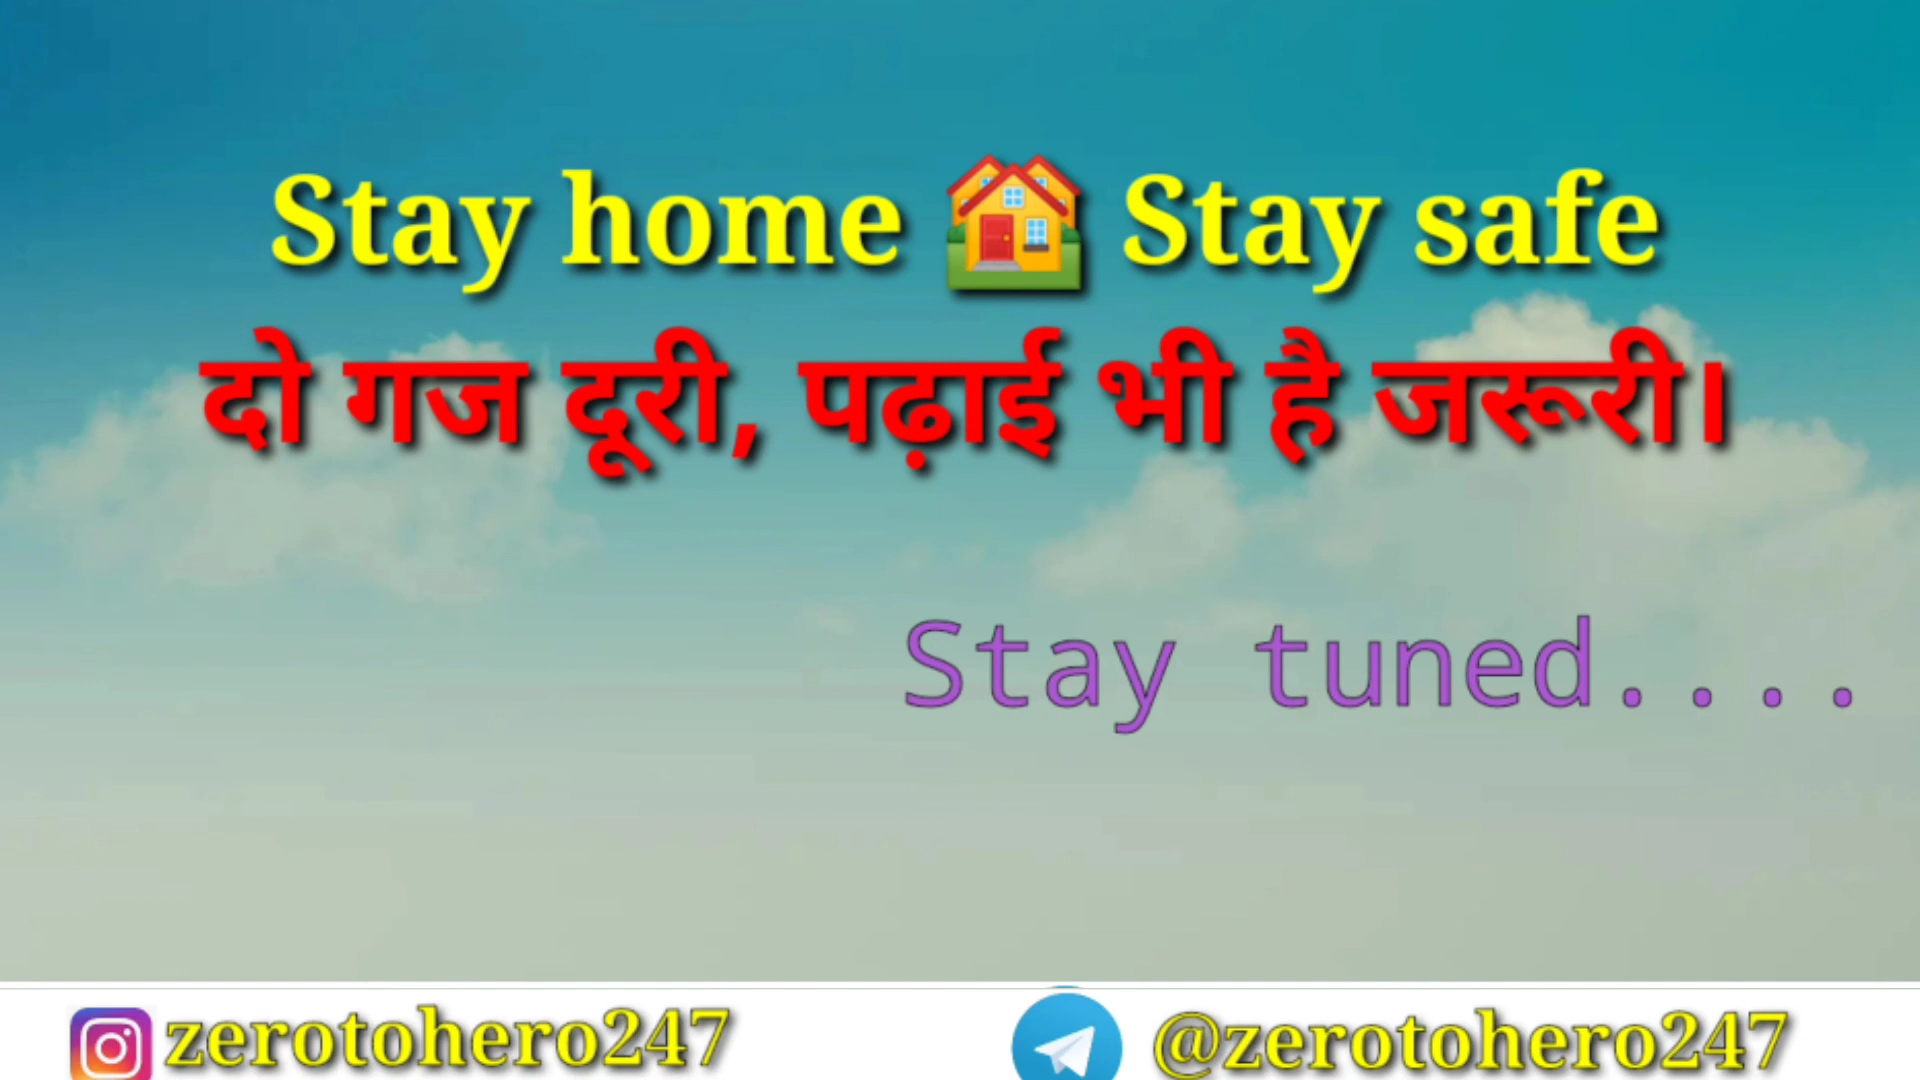 Stay home 🏡 Stay safe
दो गज दूरी, पढ़ाई भी है जरूरी।
Stay tuned....
zerotohero247
@zerotohero247